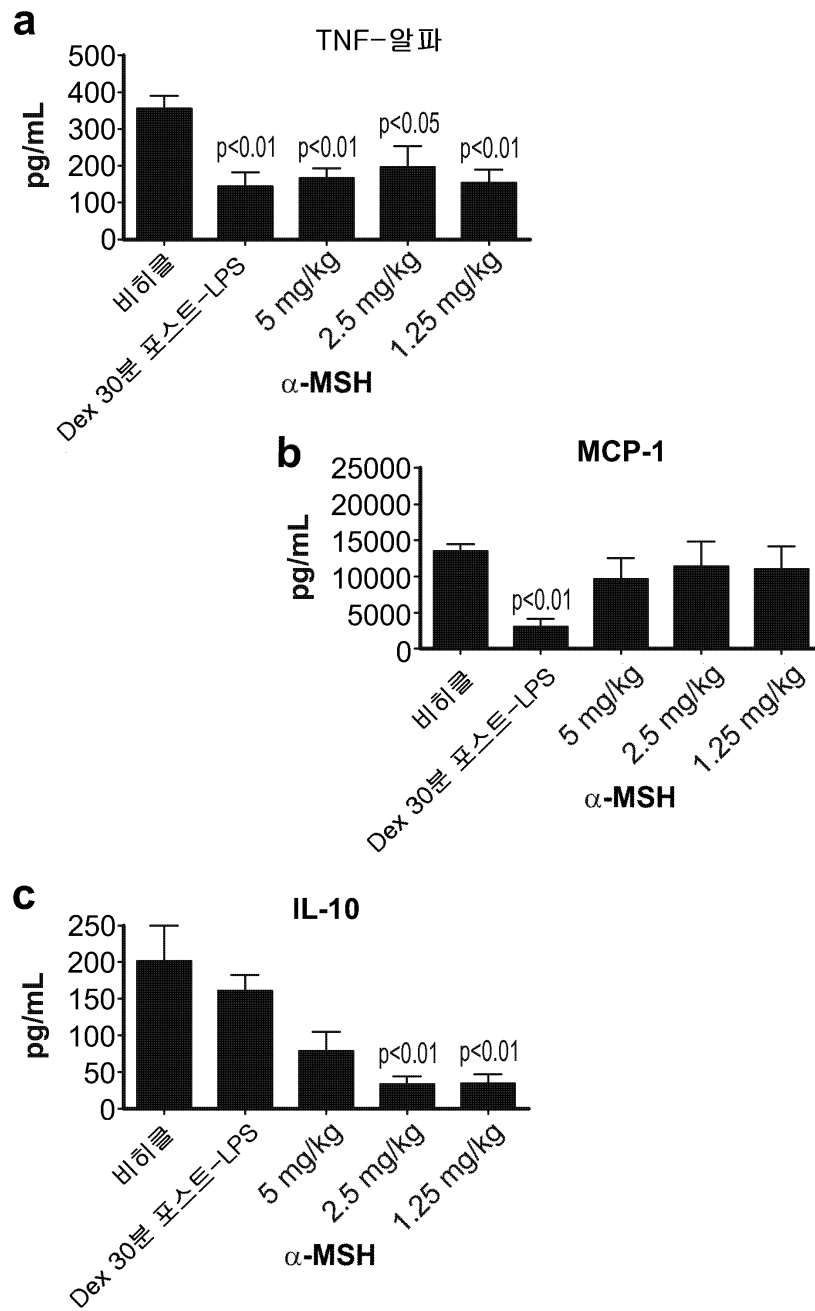 a
TNF-알파
pg/mL
500
400
300
200
100
0
p<0.01
p<0.01
p<0.05
p<0.01
비히클
Dex 30분 포스트-LPS
5 mg/kg
2.5 mg/kg
1.25 mg/kg
α-MSH
b
MCP-1
pg/mL
25000
20000
15000
10000
5000
0
p<0.01
비히클
Dex 30분 포스트-LPS
5 mg/kg
2.5 mg/kg
1.25 mg/kg
α-MSH
c
IL-10
pg/mL
250
200
150
100
50
0
p<0.01
p<0.01
비히클
Dex 30분 포스트-LPS
5 mg/kg
2.5 mg/kg
1.25 mg/kg
α-MSH